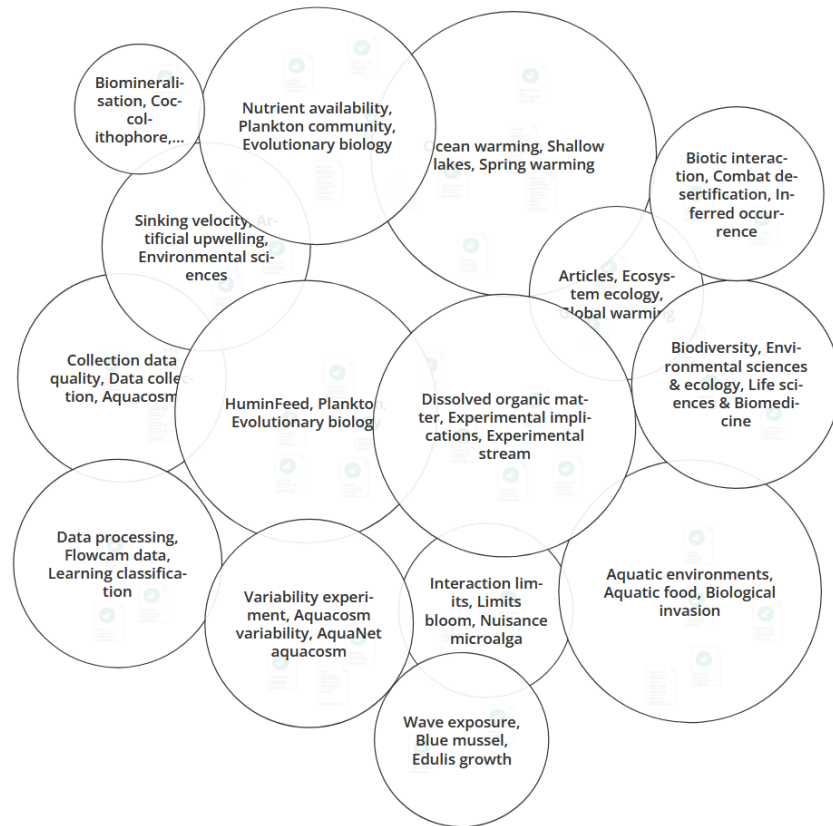 Biominerali-
sation, Coc-
col-
ithophore,...
Nutrient availability,
Plankton community,
Evolutionary biology
Ocean warming, Shallow
lakes, Spring warming
Biotic interac-
tion, Combat de-
sertification, In-
ferred occur-
rence
Sinking velocity, Ar-
tificial upwelling,
Environmental sci-
ences
Articles, Ecosys-
tem ecology,
Global warming
Collection data
quality, Data collec-
tion, Aquacosm
HuminFeed, Plankton,
Evolutionary biology
Dissolved organic mat-
ter, Experimental impli-
cations, Experimental
stream
Biodiversity, Envi-
ronmental sciences
& ecology, Life sci-
ences & Biomedi-
cine
Data processing,
Flowcam data,
Learning classifica-
tion
Variability experi-
ment, Aquacosm
variability, AquaNet
aquacosm
Interaction lim-
its, Limits
bloom, Nuisance
microalga
Aquatic environments,
Aquatic food, Biological
invasion
Wave exposure,
Blue mussel,
Edulis growth